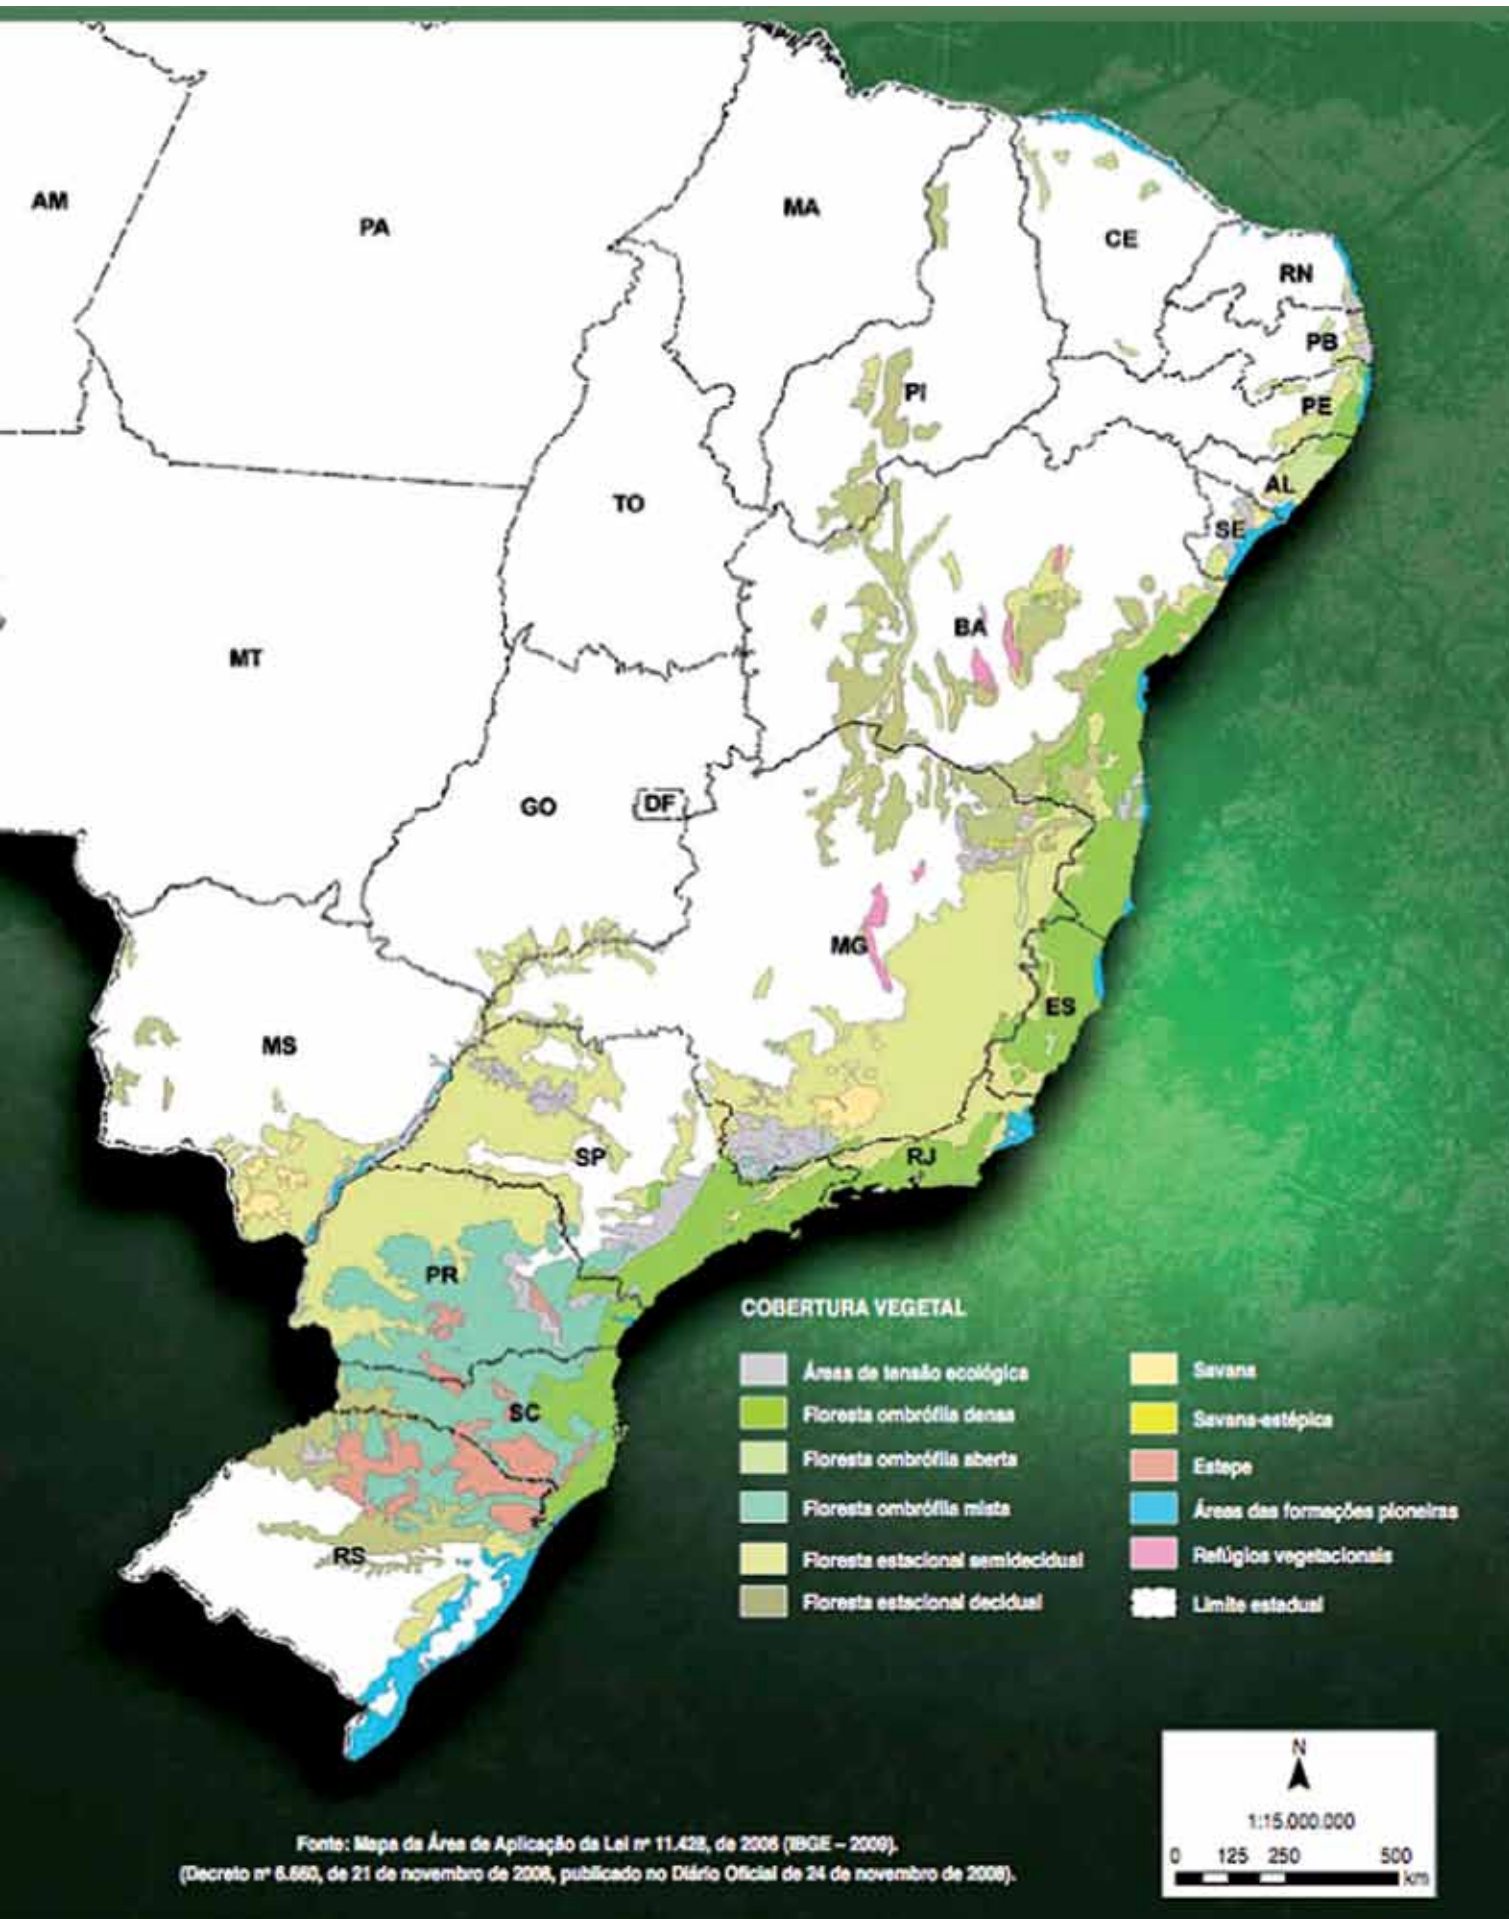 AM
PA
MA
CE
RN
PB
PI
PE
TO
AL
SE
MT
BA
GO
DF
MG
ES
MS
SP
RJ
PR
SC
RS
COBERTURA VEGETAL
Áreas de tensão ecológica
Floresta ombrófila densa
Floresta ombrófila aberta
Floresta ombrófila mista
Floresta estacional semidecidual
Floresta estacional decidual
Savana
Savana-estépica
Estepe
Áreas das formações pioneiras
Refúgios vegetacionais
Limite estadual
N
1:15.000.000
0 125 250 500
km
Fonte: Mapa da Área de Aplicação da Lei nº 11.428, de 2006 (IBGE – 2009).
(Decreto nº 6.660, de 21 de novembro de 2008, publicado no Diário Oficial de 24 de novembro de 2008).